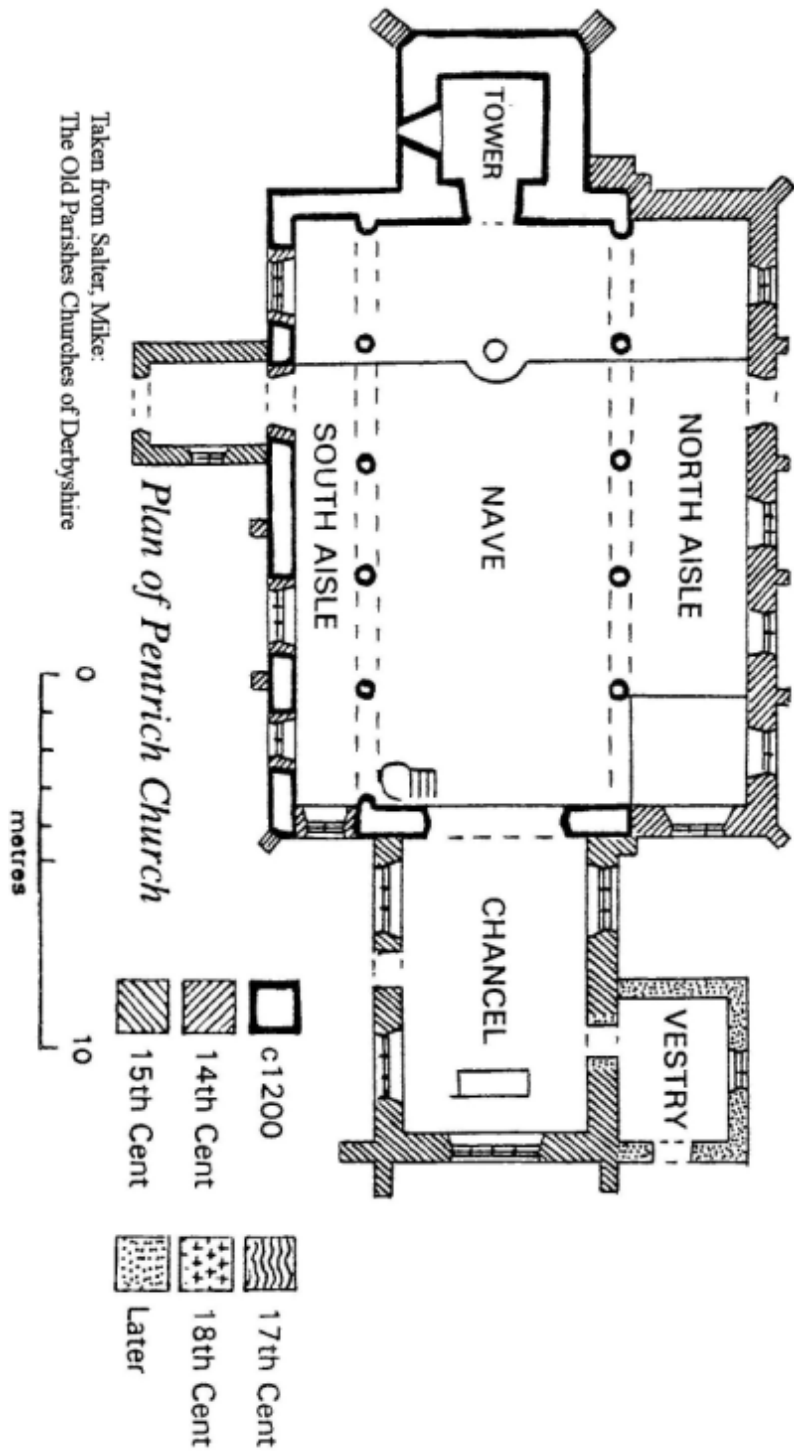 TOWER
NORTH AISLE
NAVE
SOUTH AISLE
CHANCEL
VESTRY
Plan of Pentrich Church
Taken from Salter, Mike:
The Old Parishes Churches of Derbyshire
0
10
metres
c1200
14th Cent
15th Cent
17th Cent
18th Cent
Later